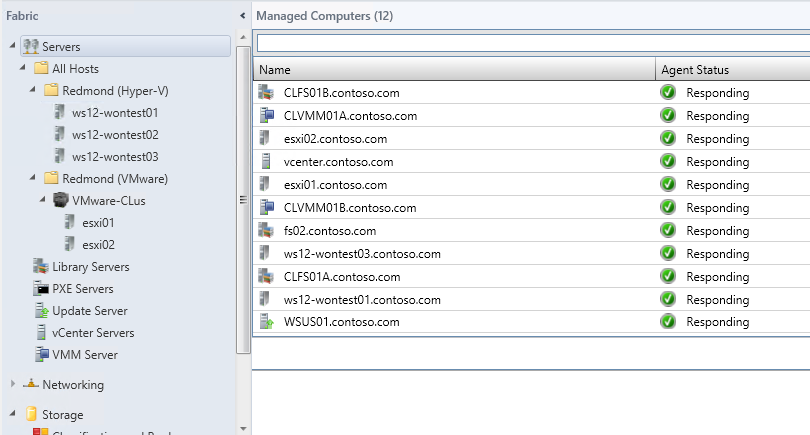 Fabric
Servers
All Hosts
Redmond (Hyper-V)
ws12-wontest01
ws12-wontest02
ws12-wontest03
Redmond (VMware)
VMware-CLus
esxi01
esxi02
Library Servers
PXE Servers
Update Server
vCenter Servers
VMM Server
Networking
Storage
Managed Computers (12)
Name Agent Status
CLFS01B.contoso.com Responding
CLVMM01A.contoso.com Responding
esxi02.contoso.com Responding
vcenter.contoso.com Responding
esxi01.contoso.com Responding
CLVMM01B.contoso.com Responding
fs02.contoso.com Responding
ws12-wontest03.contoso.com Responding
CLFS01A.contoso.com Responding
ws12-wontest01.contoso.com Responding
WSUS01.contoso.com Responding